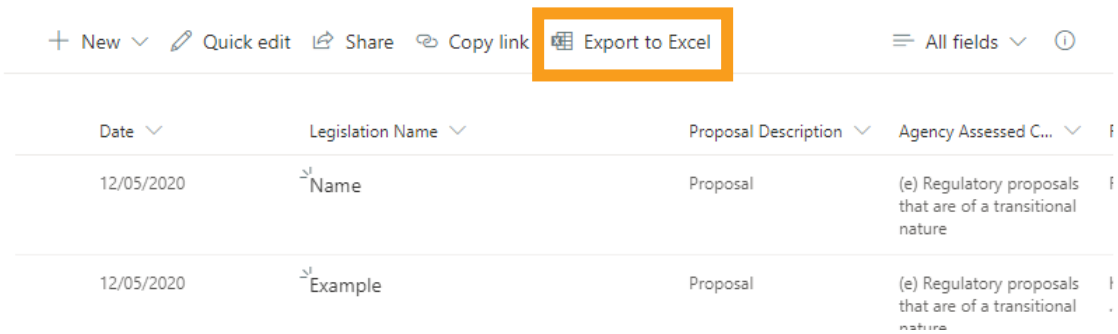 New Quick edit Share Copy link Export to Excel All fields
Date Legislation Name Proposal Description Agency Assessed C...
12/05/2020 Name Proposal (e) Regulatory proposals
that are of a transitional
nature
12/05/2020 Example Proposal (e) Regulatory proposals
that are of a transitional
nature